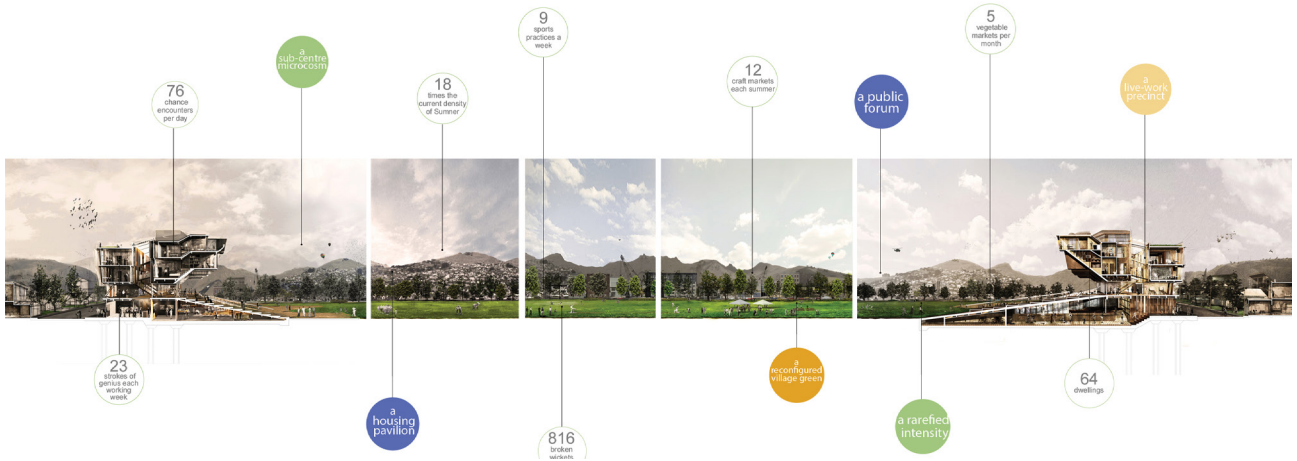 9
sports
practices a
week
5
vegetable
markets per
month
a
sub-centre
microcosm
76
chance
encounters
per day
18
times the
current density
of Sumner
12
craft markets
each summer
a public
forum
a
live-work
precinct
23
strokes of
genius each
working
week
a
housing
pavilion
816
broken
wickets
a
reconfigured
village green
a rarefied
intensity
64
dwellings